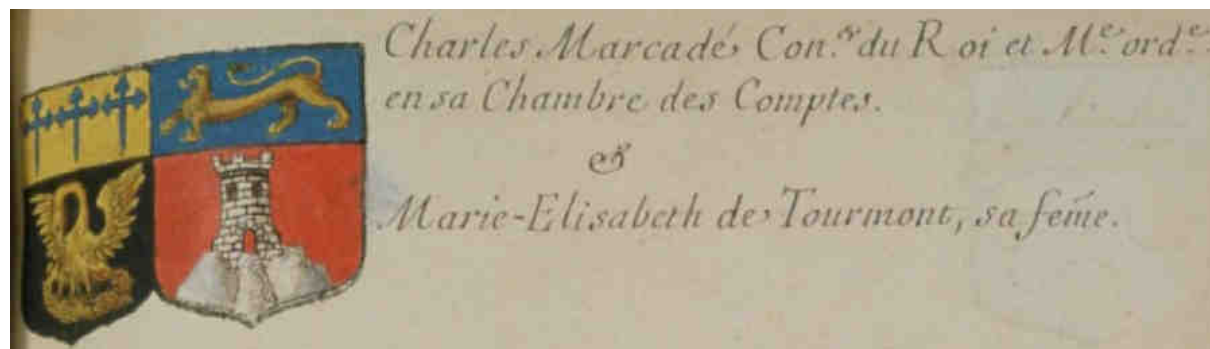 Charles Marcadé Con.er du Roi et M.e ord.e
en sa Chambre des Comptes.
&
Marie-Elisabeth de Tourmont, sa feme.